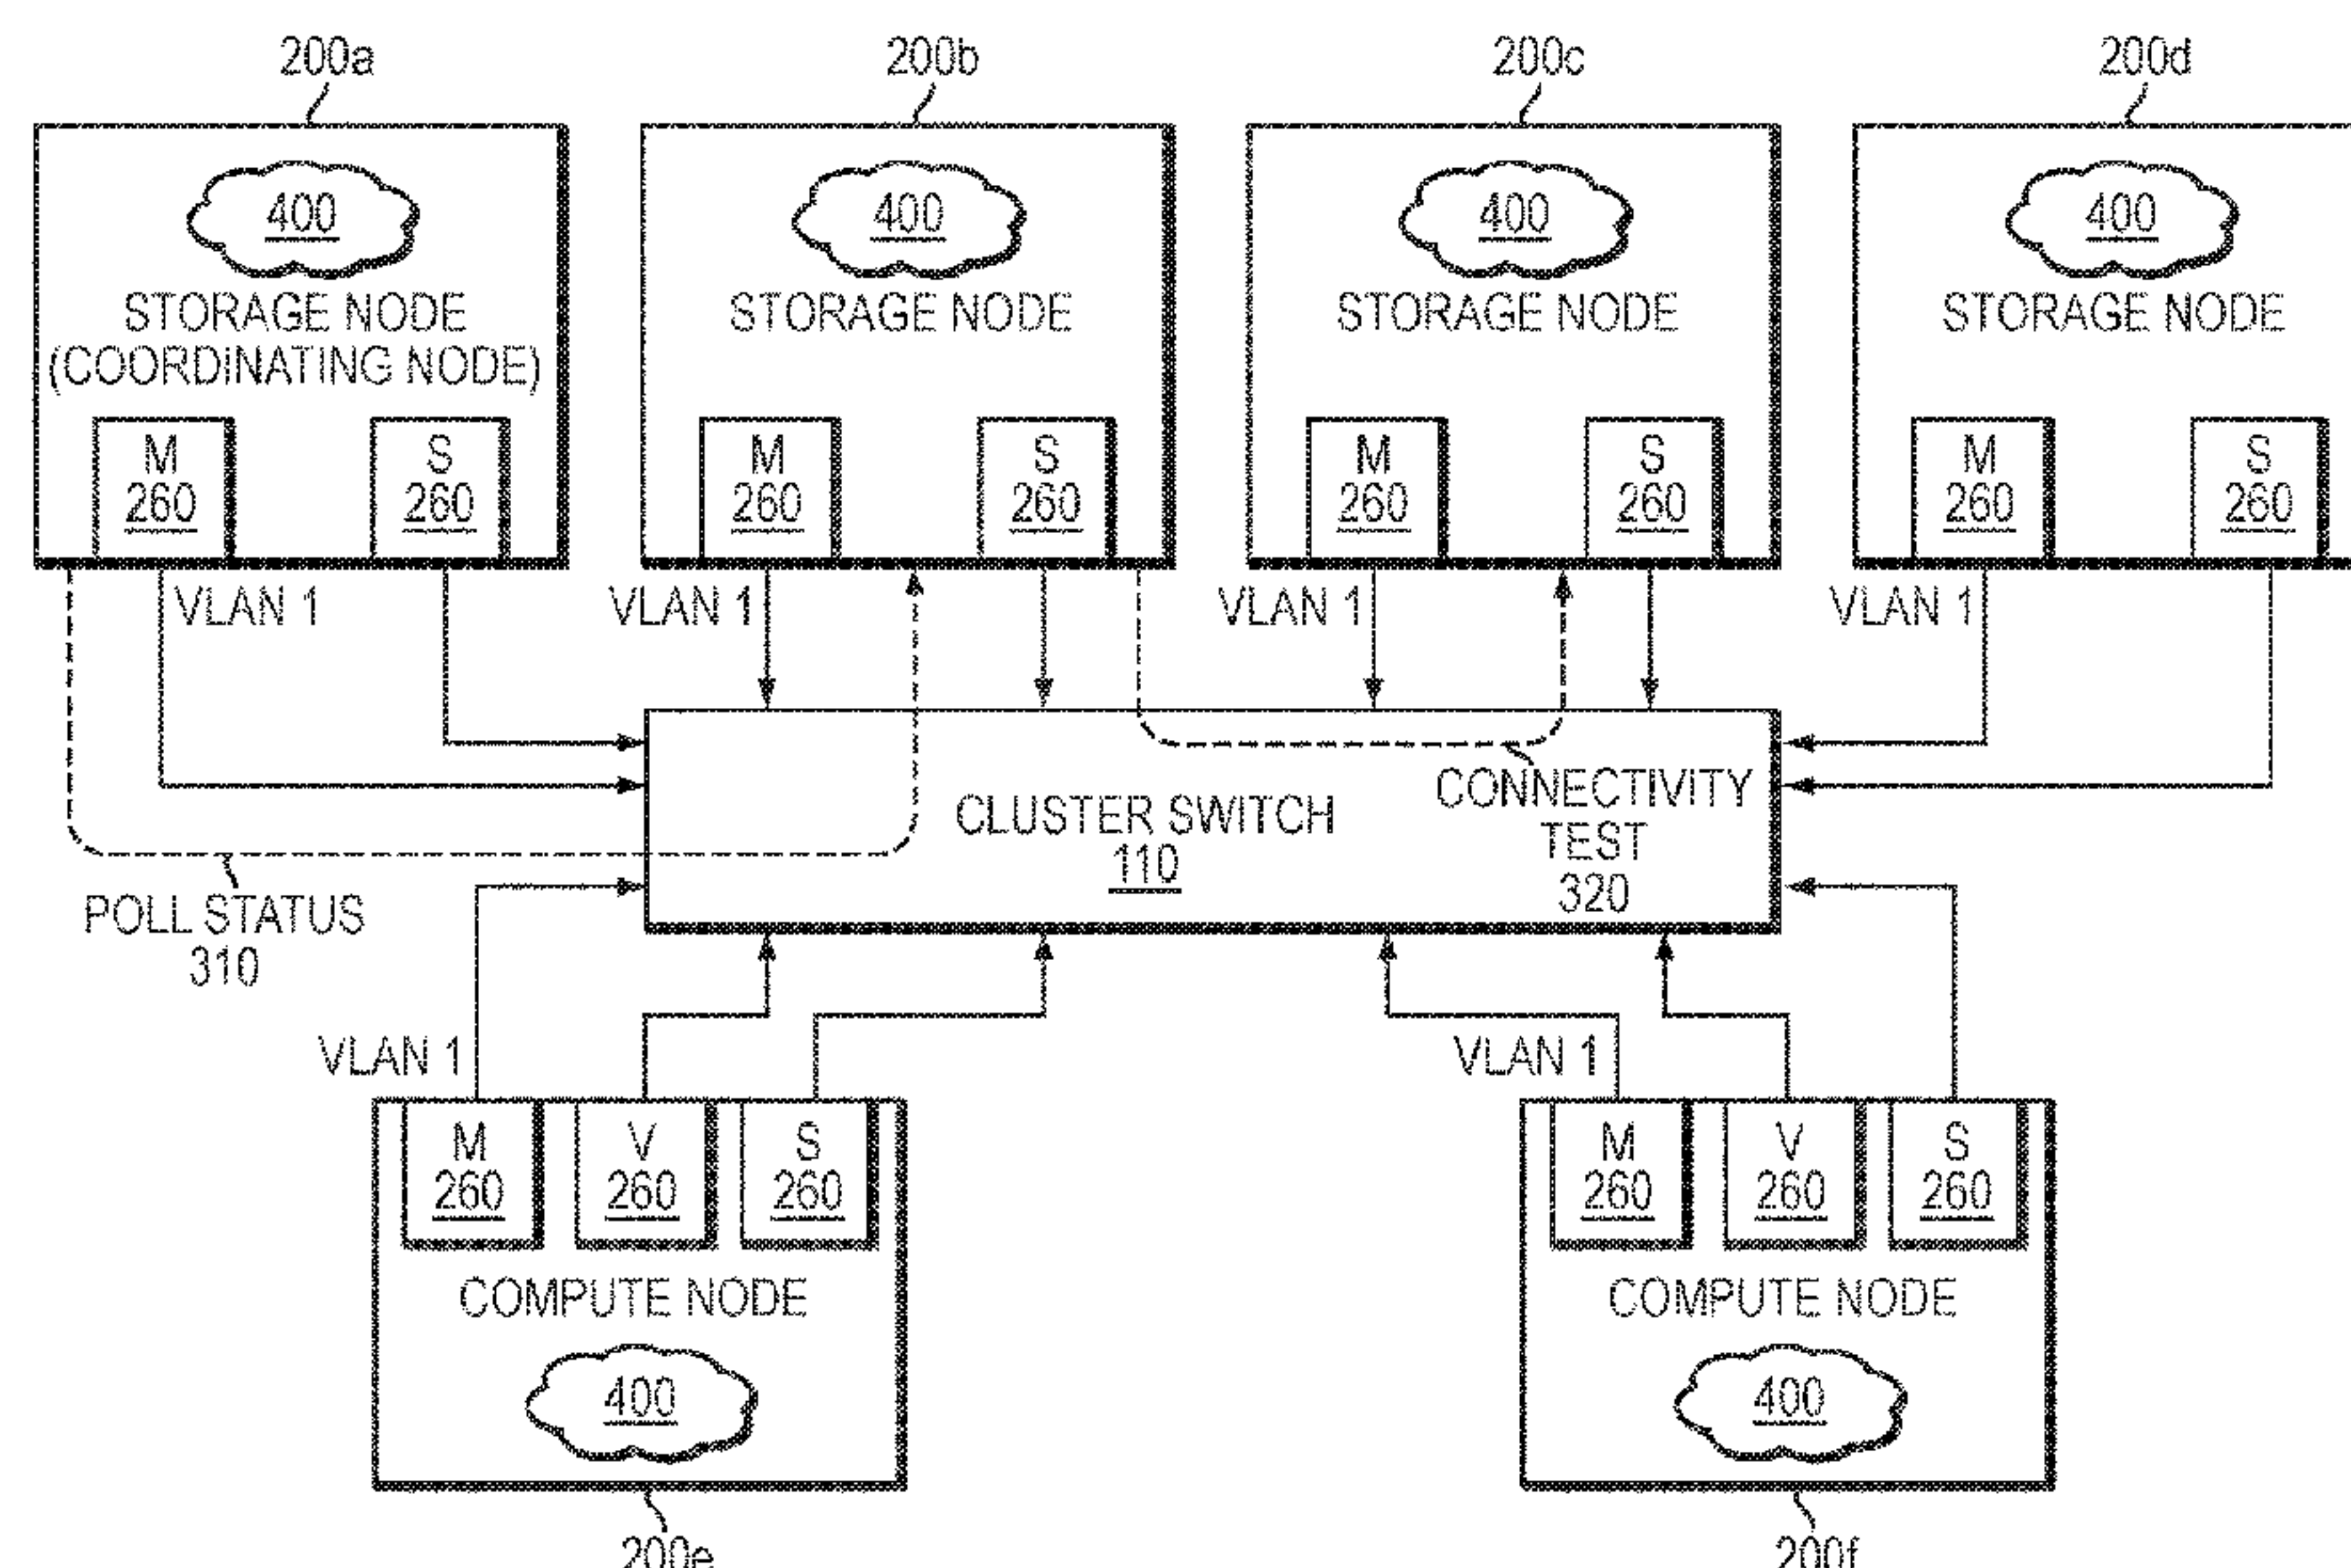 200a
200b
200c
200d
400
STORAGE NODE
(COORDINATING NODE)
M
260
S
260
400
STORAGE NODE
M
260
S
260
400
STORAGE NODE
M
260
S
260
400
STORAGE NODE
M
260
S
260
VLAN 1
VLAN 1
VLAN 1
VLAN 1
CLUSTER SWITCH
110
CONNECTIVITY
TEST
320
POLL STATUS
310
VLAN 1
VLAN 1
M
260
V
260
S
260
COMPUTE NODE
400
M
260
V
260
S
260
COMPUTE NODE
400
200e
200f